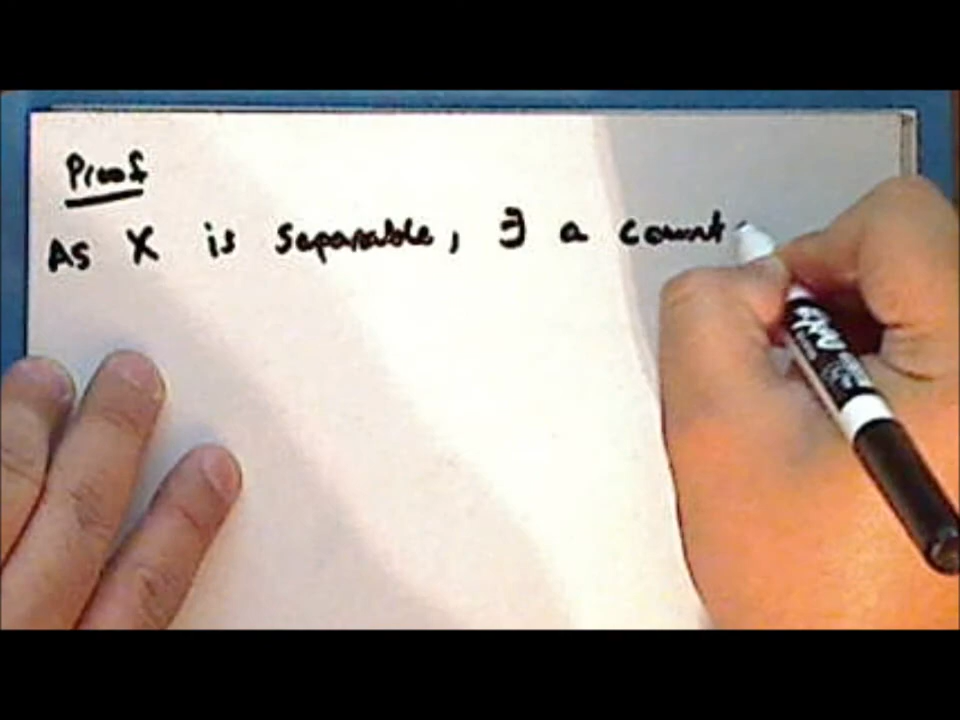 Proof
As X is separable, ∃ a count